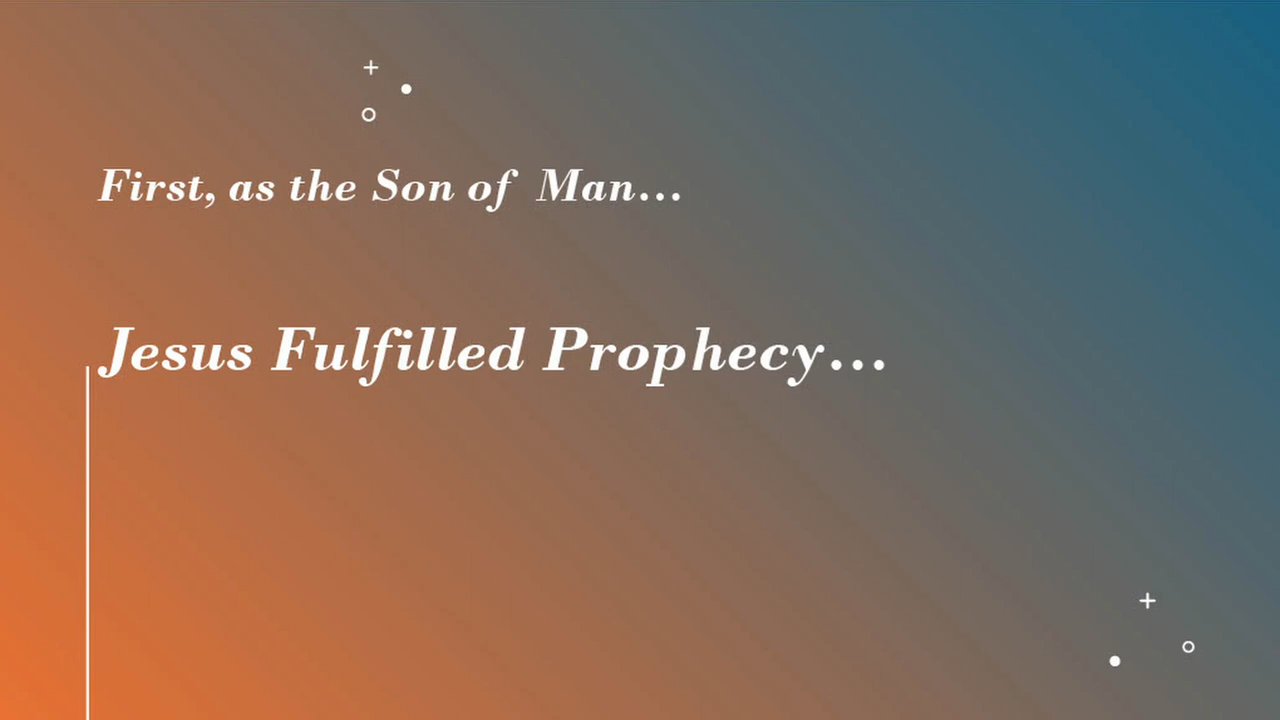 First, as the Son of Man...
Jesus Fulfilled Prophecy...